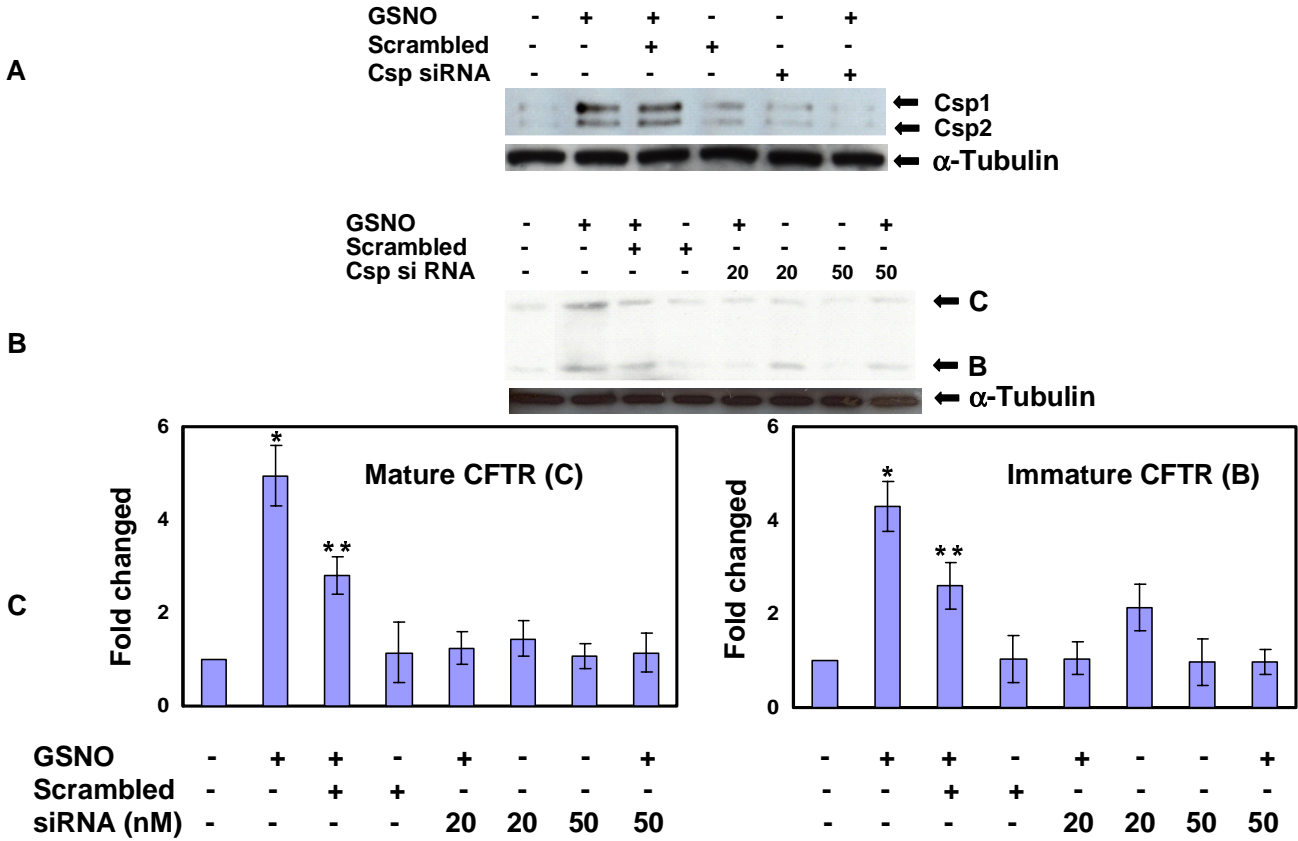 GSNO - + + - - +
Scrambled - - + + - -
A
Csp siRNA - - - - + +
Csp1
Csp2
α-Tubulin
GSNO - + + - + - - +
Scrambled - - + + - - - -
Csp si RNA - - - - 20 20 50 50
C
B
B
α-Tubulin
6 * Mature CFTR (C)
4
**
2
0
Fold changed
C
6 * Immature CFTR (B)
4
**
2
0
Fold changed
GSNO - + + - + - - + - + + - + - - +
Scrambled - - + + - - - - - - + + - - - -
siRNA (nM) - - - - 20 20 50 50 - - - - 20 20 50 50